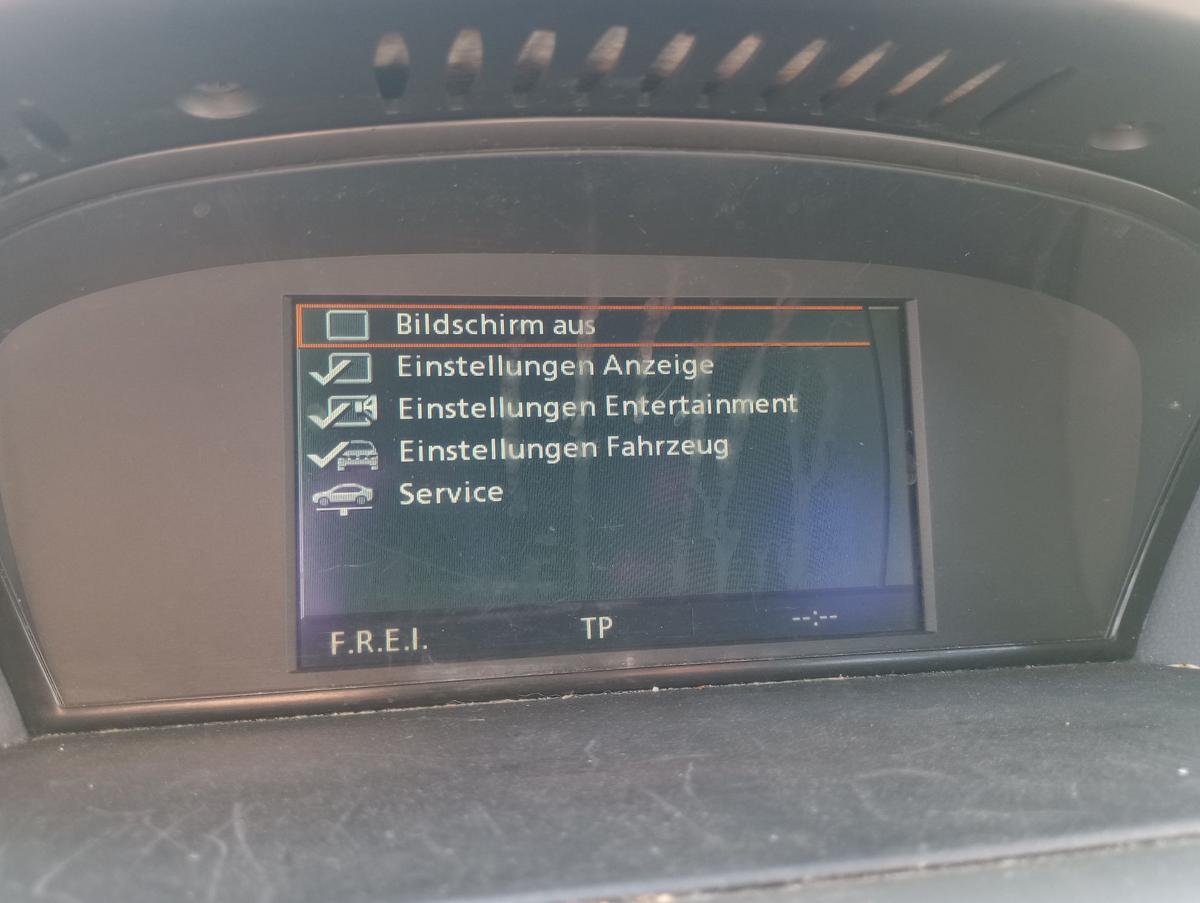 Bildschirm aus
Einstellungen Anzeige
Einstellungen Entertainment
Einstellungen Fahrzeug
Service
F.R.E.I. TP --:--